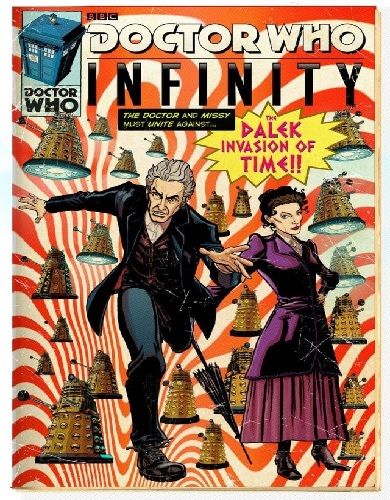 BBC
DOCTOR WHO
INFINITY
DOCTOR
WHO
THE DOCTOR AND MISSY
MUST UNITE AGAINST...
THE
DALEK
INVASION OF
TIME!!